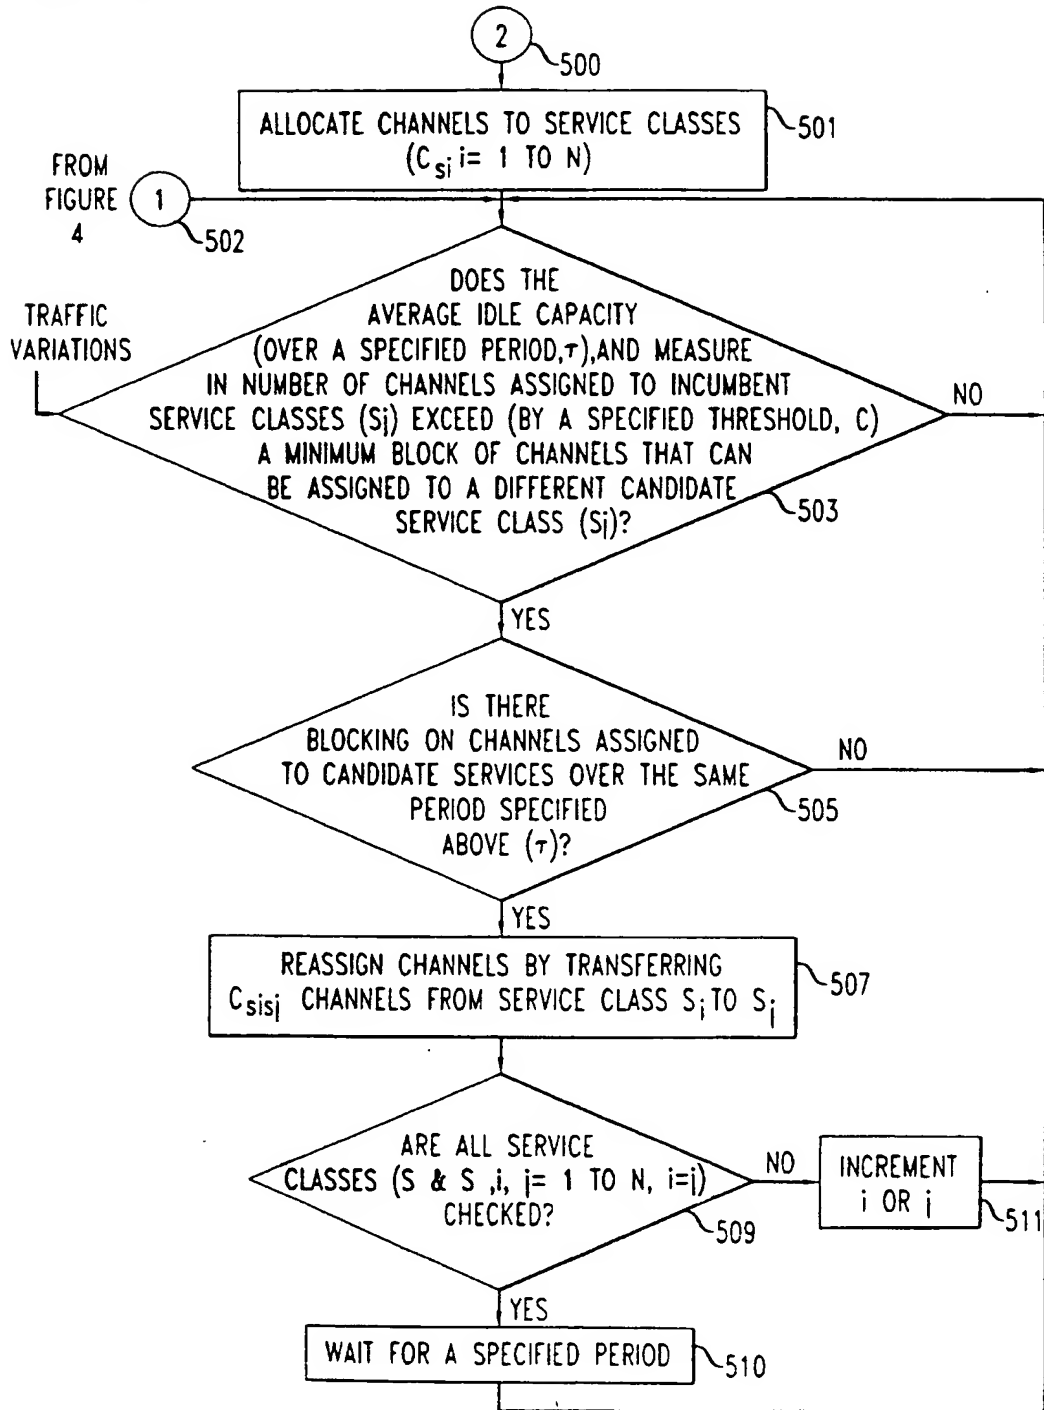 2
500
ALLOCATE CHANNELS TO SERVICE CLASSES
(C_si i= 1 TO N)
501
FROM
FIGURE
4
1
502
TRAFFIC
VARIATIONS
DOES THE
AVERAGE IDLE CAPACITY
(OVER A SPECIFIED PERIOD,τ),AND MEASURE
IN NUMBER OF CHANNELS ASSIGNED TO INCUMBENT
SERVICE CLASSES (Sj) EXCEED (BY A SPECIFIED THRESHOLD, C)
A MINIMUM BLOCK OF CHANNELS THAT CAN
BE ASSIGNED TO A DIFFERENT CANDIDATE
SERVICE CLASS (Sj)?
503
NO
YES
IS THERE
BLOCKING ON CHANNELS ASSIGNED
TO CANDIDATE SERVICES OVER THE SAME
PERIOD SPECIFIED
ABOVE (τ)?
505
NO
YES
REASSIGN CHANNELS BY TRANSFERRING
C_sisj CHANNELS FROM SERVICE CLASS S_i TO S_j
507
ARE ALL SERVICE
CLASSES (S & S ,i, j= 1 TO N, i=j)
CHECKED?
509
NO
INCREMENT
i OR j
511
YES
WAIT FOR A SPECIFIED PERIOD
510